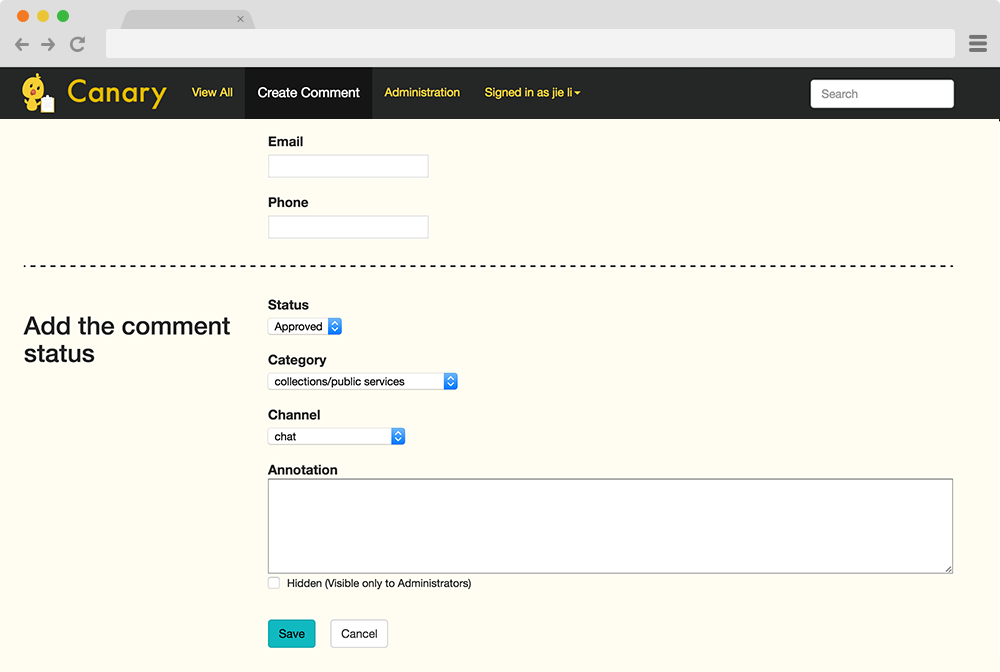 Canary
View All
Create Comment
Administration
Signed in as jie li
Search
Email
Phone
Add the comment
status
Status
Approved
Category
collections/public services
Channel
chat
Annotation
Hidden (Visible only to Administrators)
Save
Cancel